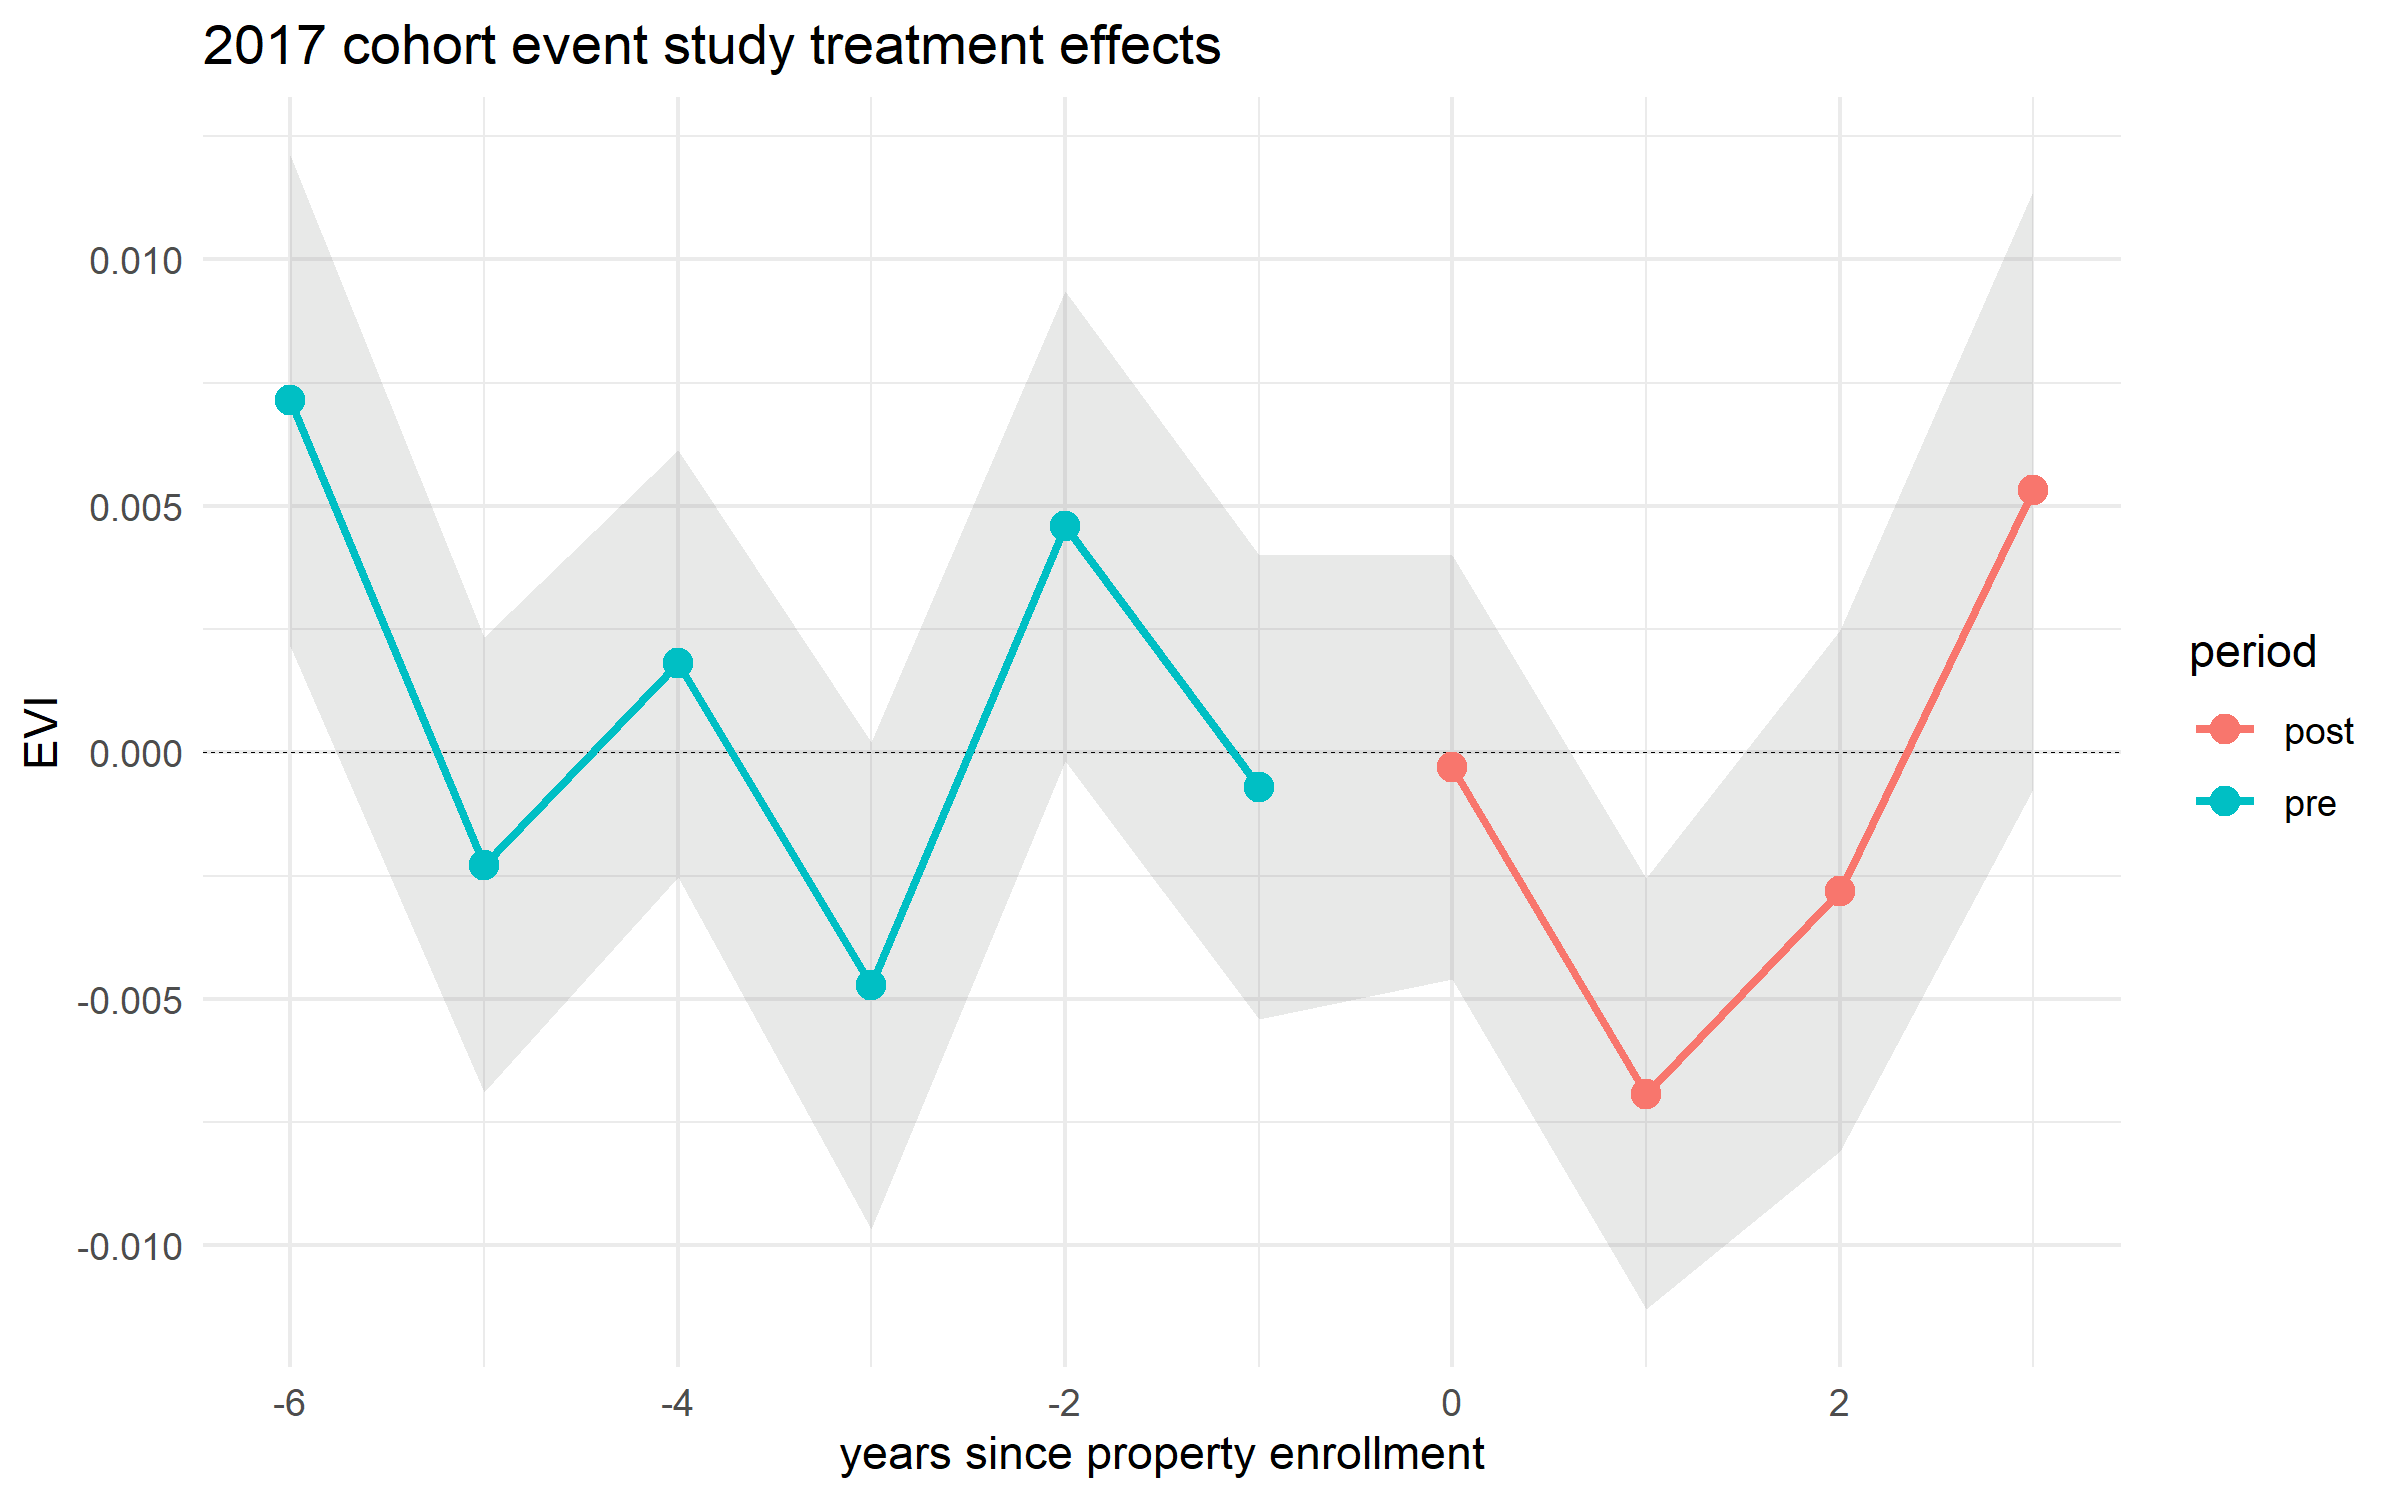 2017 cohort event study treatment effects
EVI
0.010
0.005
0.000
-0.005
-0.010
-6
-4
-2
0
2
years since property enrollment
period
post
pre